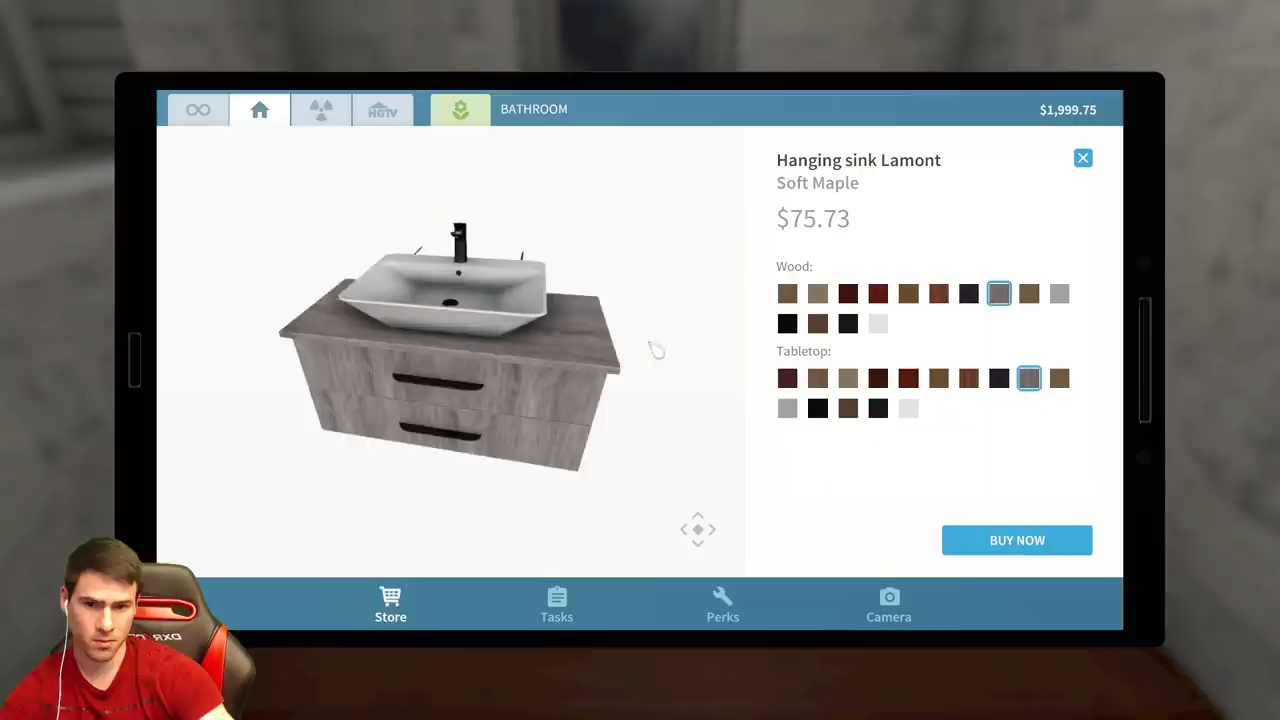 HGTV
BATHROOM
$1,999.75
Hanging sink Lamont
Soft Maple
$75.73
Wood:
Tabletop:
BUY NOW
Store
Tasks
Perks
Camera